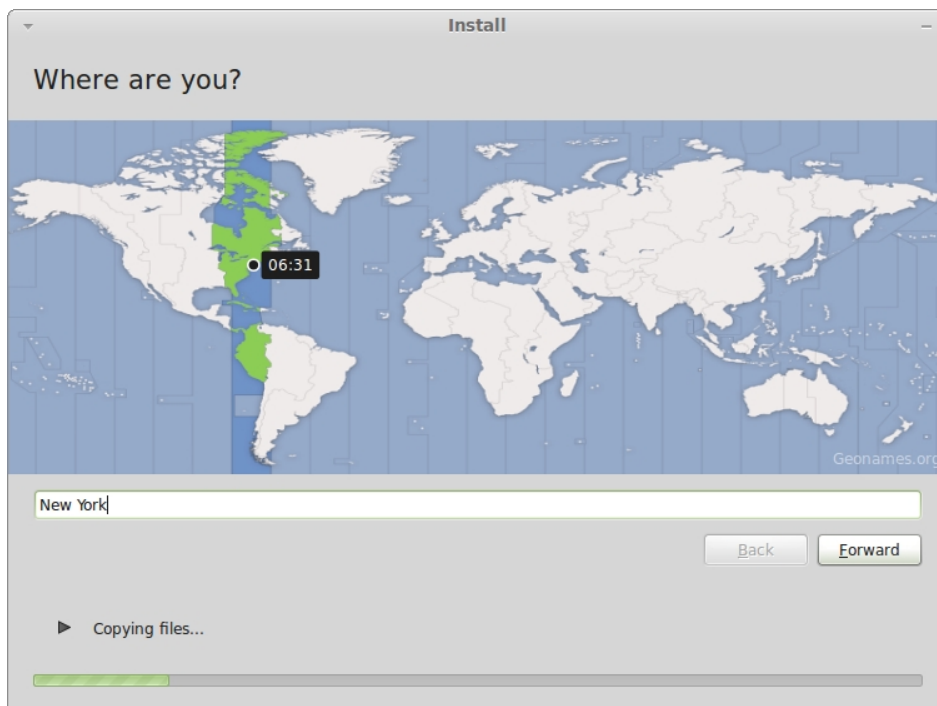 Install
Where are you?
06:31
Geonames.org
New York
Back
Forward
Copying files...